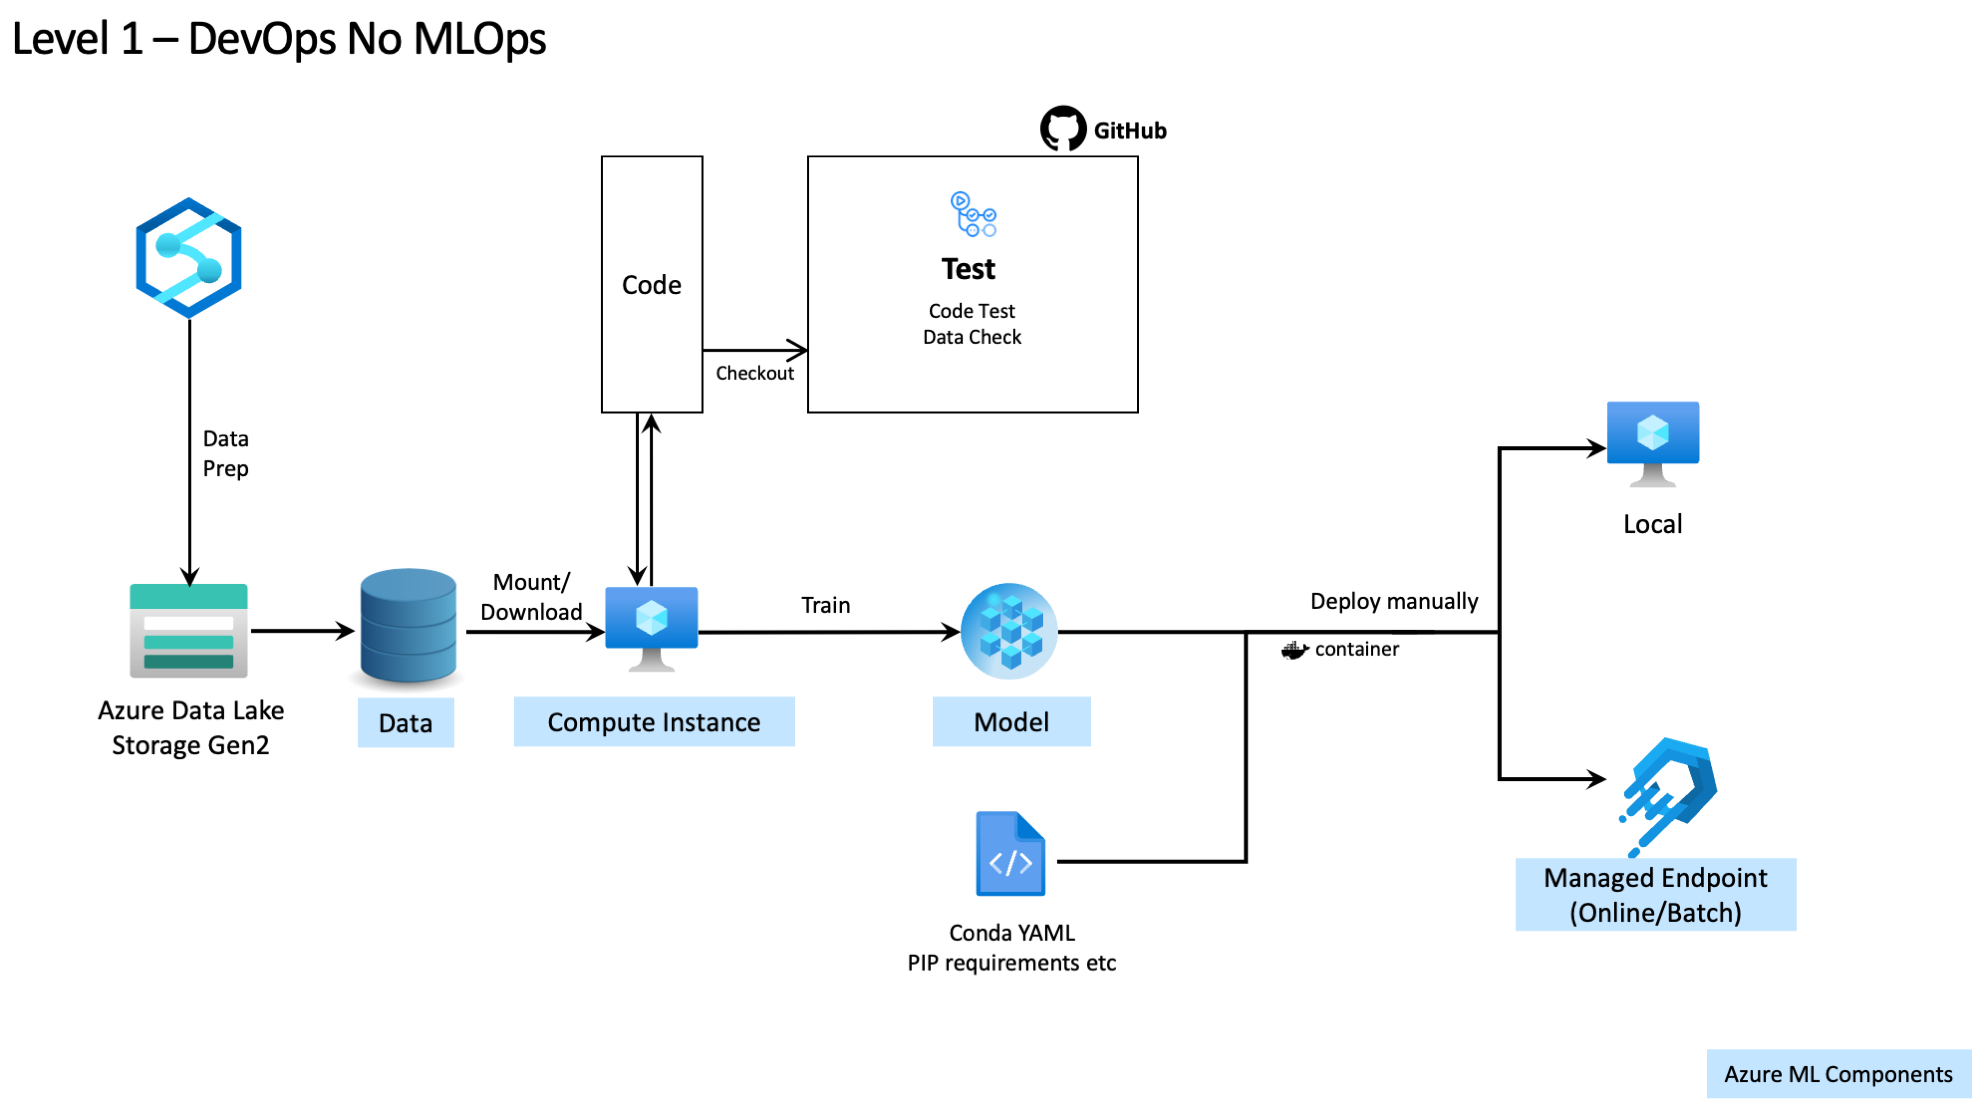 Level 1 – DevOps No MLOps
GitHub
Code
Test
Code Test
Data Check
Checkout
Data
Prep
Mount/
Download
Train
Deploy manually
container
Local
Azure Data Lake
Storage Gen2
Data
Compute Instance
Model
Conda YAML
PIP requirements etc
Managed Endpoint
(Online/Batch)
Azure ML Components